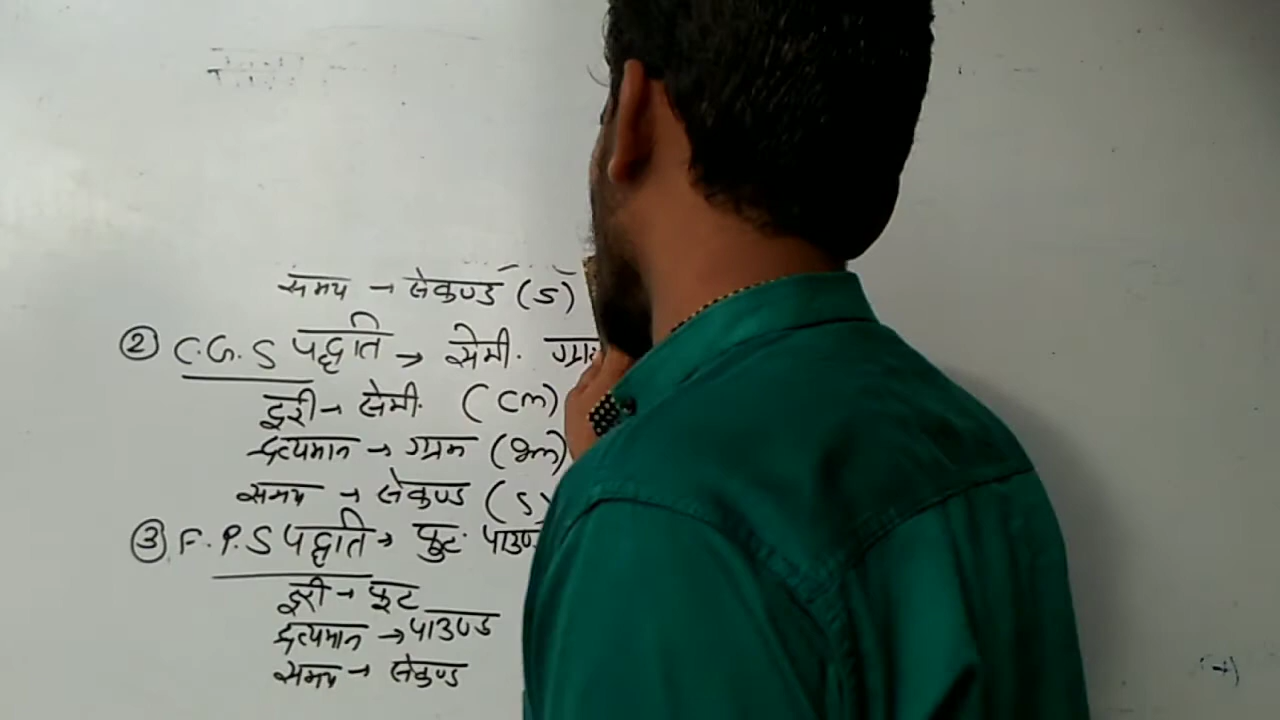 समय → सेकण्ड (S)
② C.G.S पद्धति → सेमी. ग्राम
दूरी → सेमी. (cm)
द्रव्यमान → ग्राम (gm)
समय → सेकण्ड (S)
③ F.P.S पद्धति → फुट. पाउण
दूरी → फुट
द्रव्यमान → पाउण्ड
समय → सेकण्ड
(+)